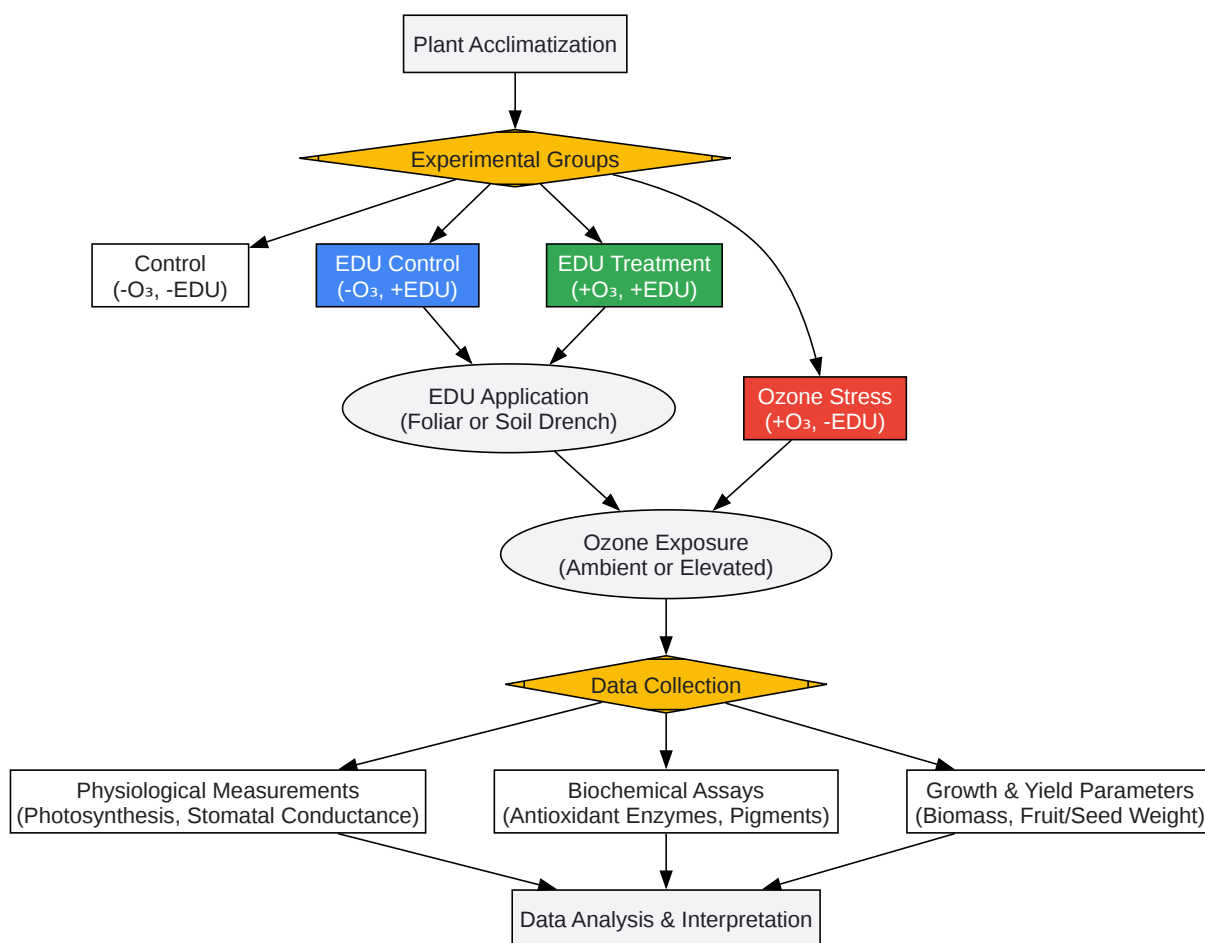 Plant Acclimatization
Experimental Groups
Control
(-O₃, -EDU)
EDU Control
(-O₃, +EDU)
EDU Treatment
(+O₃, +EDU)
EDU Application
(Foliar or Soil Drench)
Ozone Stress
(+O₃, -EDU)
Ozone Exposure
(Ambient or Elevated)
Data Collection
Physiological Measurements
(Photosynthesis, Stomatal Conductance)
Biochemical Assays
(Antioxidant Enzymes, Pigments)
Growth & Yield Parameters
(Biomass, Fruit/Seed Weight)
Data Analysis & Interpretation